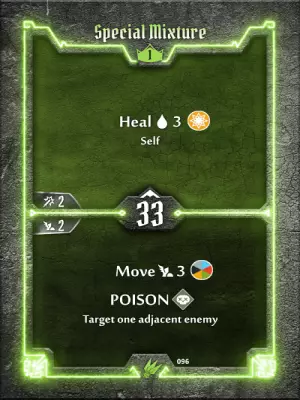 Special Mixture
1
Heal 3
Self
2
33
2
Move 3
POISON
Target one adjacent enemy
096